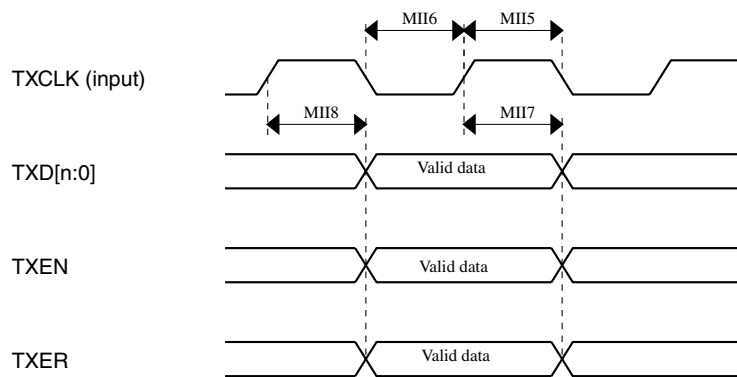 MII6 MII5
TXCLK (input)
MII8 MII7
TXD[n:0] Valid data
TXEN Valid data
TXER Valid data